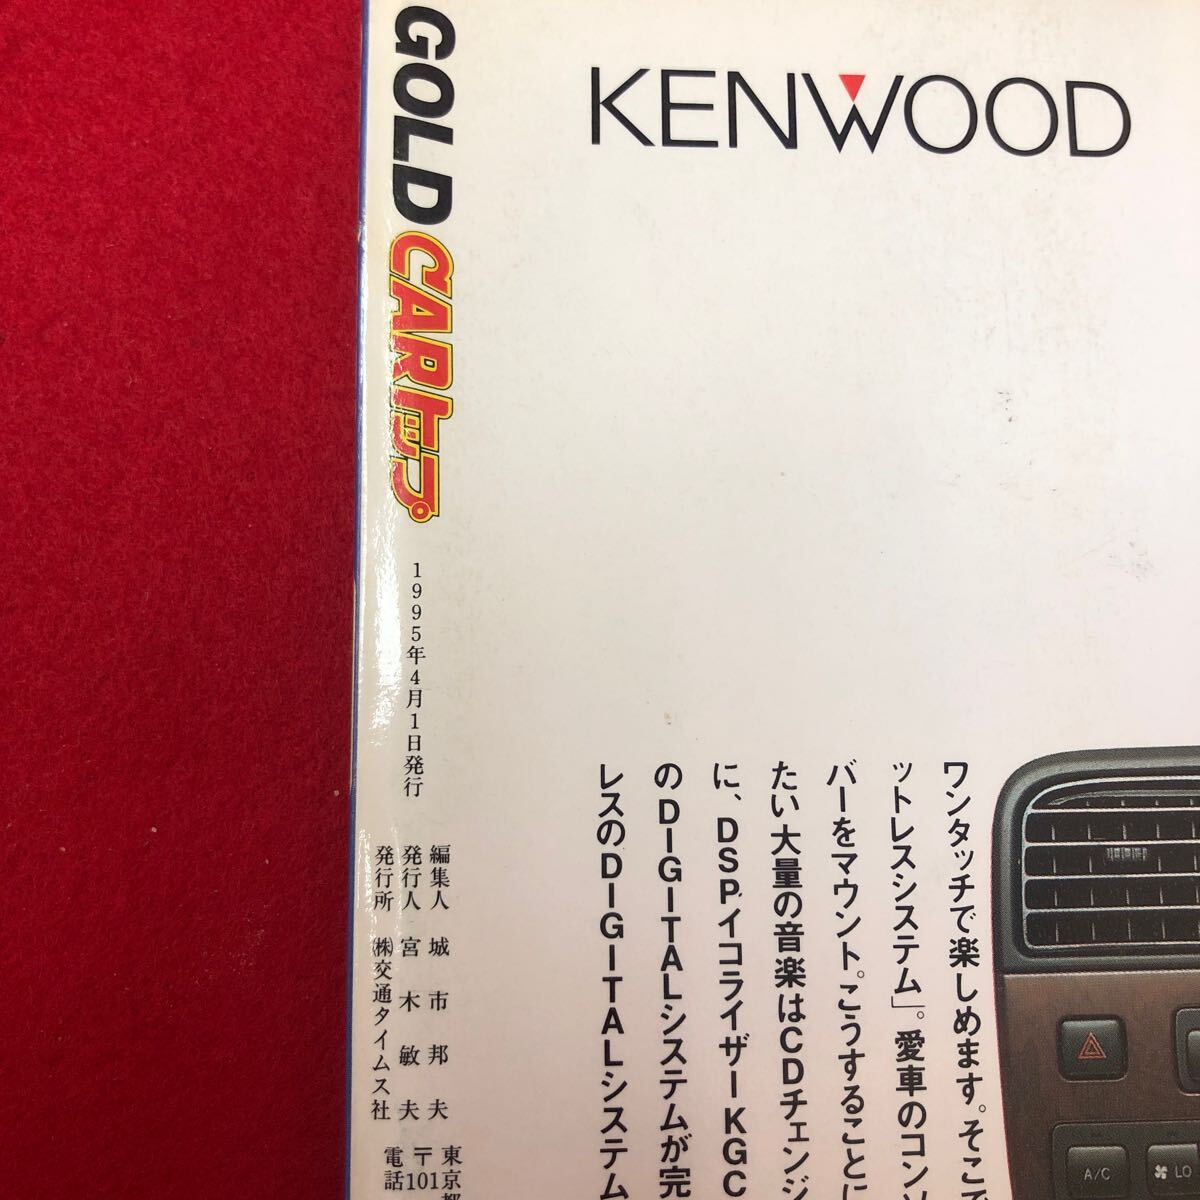 GOLD CARトップ
1995年4月1日発行
編集人 城市邦夫
発行人 宮木敏夫
発行所 ㈱交通タイムス社
東京都
〒101
電話
KENWOOD
ワンタッチで楽しめます。そこで
ットレスシステム」。愛車のコンソ
バーをマウント。こうすることに
たい大量の音楽はCDチェンジ
に、DSPイコライザーKGC
のDIGITALシステムが完
レスのDIGITALシステム
A/C
LO